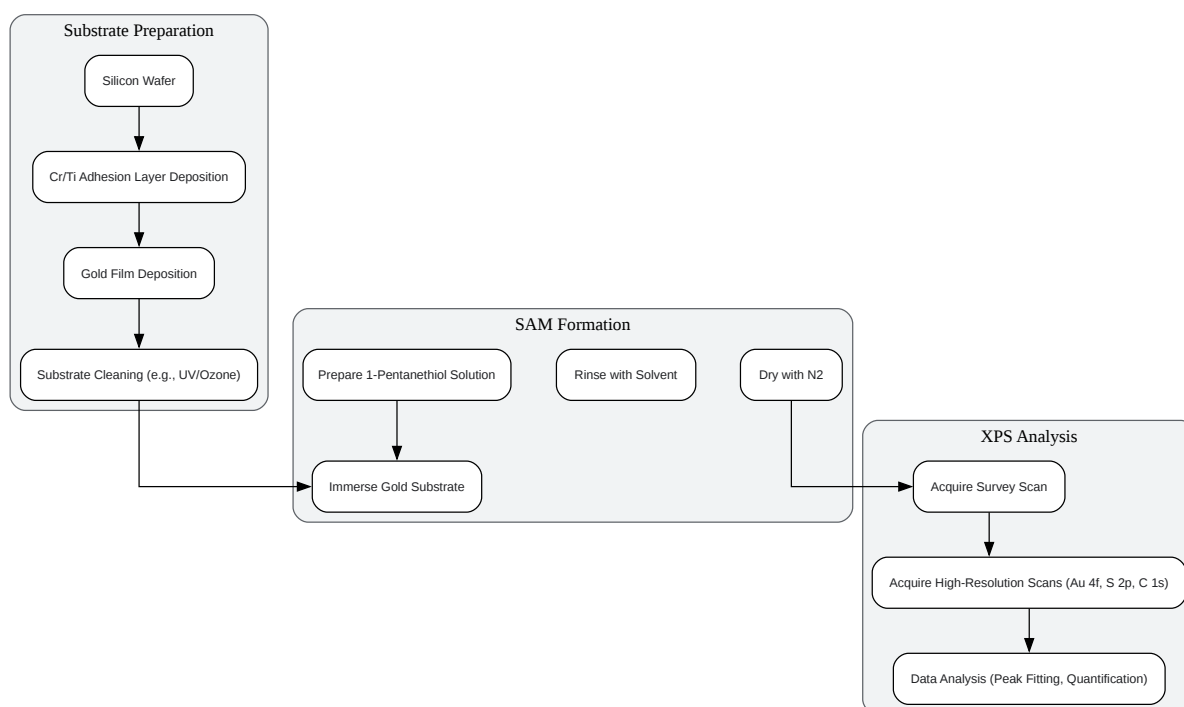 Substrate Preparation
Silicon Wafer
Cr/Ti Adhesion Layer Deposition
Gold Film Deposition
Substrate Cleaning (e.g., UV/Ozone)
SAM Formation
Prepare 1-Pentanethiol Solution
Rinse with Solvent
Dry with N2
Immerse Gold Substrate
XPS Analysis
Acquire Survey Scan
Acquire High-Resolution Scans (Au 4f, S 2p, C 1s)
Data Analysis (Peak Fitting, Quantification)